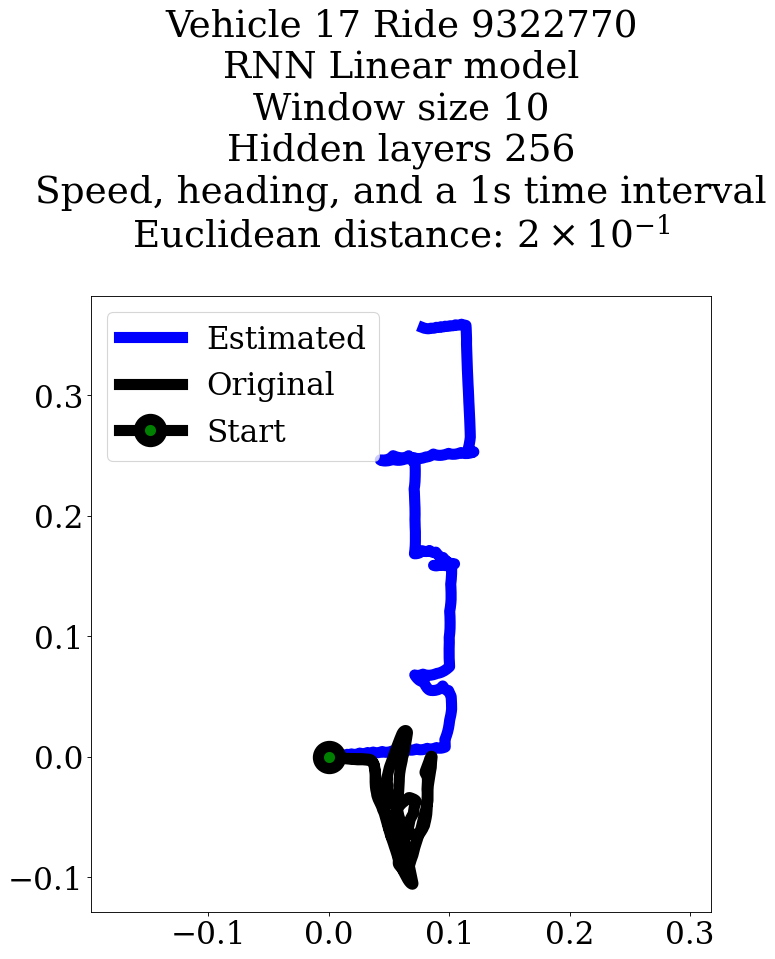 Vehicle 17 Ride 9322770
RNN Linear model
Window size 10
Hidden layers 256
Speed, heading, and a 1s time interval
Euclidean distance: 2 × 10⁻¹
Estimated
Original
Start
0.3
0.2
0.1
0.0
−0.1
−0.1 0.0 0.1 0.2 0.3